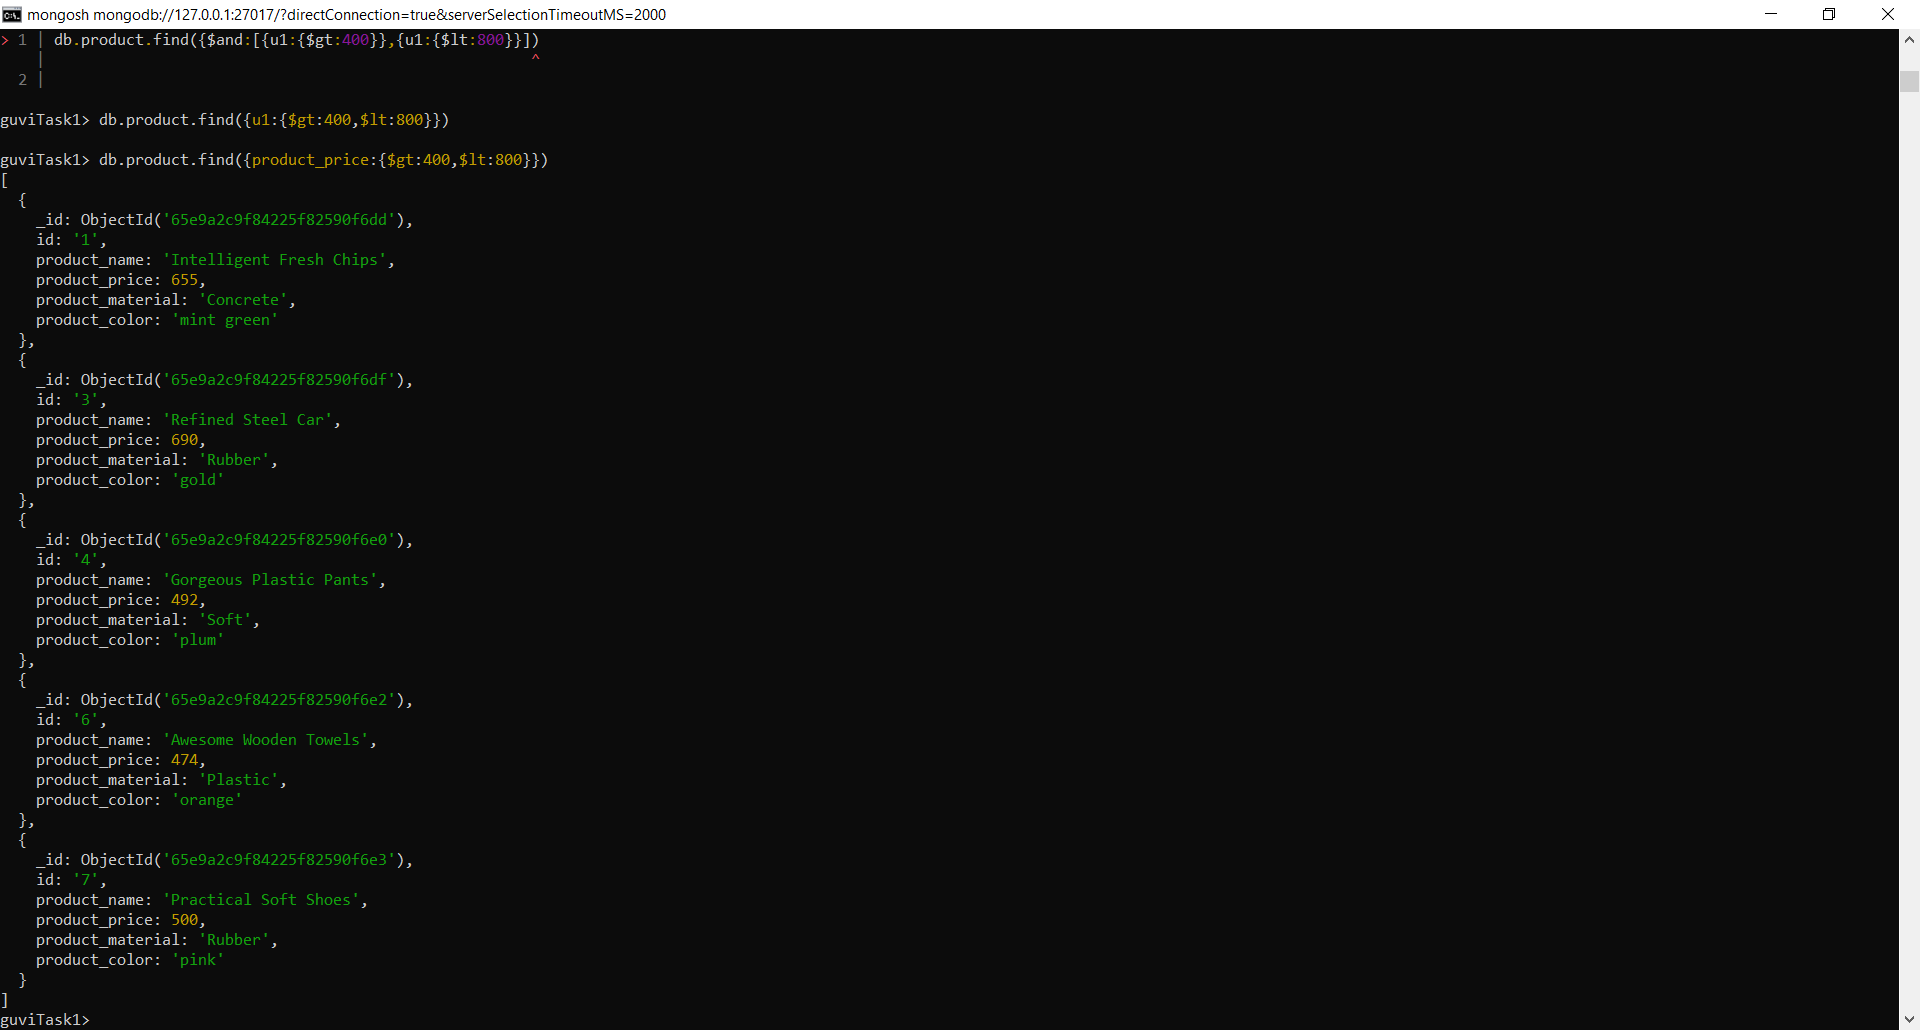 mongosh mongodb://127.0.0.1:27017/?directConnection=true&serverSelectionTimeoutMS=2000
> 1 | db.product.find({$and:[{u1:{$gt:400}},{u1:{$lt:800}}])
| ^
2 |
guviTask1> db.product.find({u1:{$gt:400,$lt:800}})
guviTask1> db.product.find({product_price:{$gt:400,$lt:800}})
[
{
_id: ObjectId('65e9a2c9f84225f82590f6dd'),
id: '1',
product_name: 'Intelligent Fresh Chips',
product_price: 655,
product_material: 'Concrete',
product_color: 'mint green'
},
{
_id: ObjectId('65e9a2c9f84225f82590f6df'),
id: '3',
product_name: 'Refined Steel Car',
product_price: 690,
product_material: 'Rubber',
product_color: 'gold'
},
{
_id: ObjectId('65e9a2c9f84225f82590f6e0'),
id: '4',
product_name: 'Gorgeous Plastic Pants',
product_price: 492,
product_material: 'Soft',
product_color: 'plum'
},
{
_id: ObjectId('65e9a2c9f84225f82590f6e2'),
id: '6',
product_name: 'Awesome Wooden Towels',
product_price: 474,
product_material: 'Plastic',
product_color: 'orange'
},
{
_id: ObjectId('65e9a2c9f84225f82590f6e3'),
id: '7',
product_name: 'Practical Soft Shoes',
product_price: 500,
product_material: 'Rubber',
product_color: 'pink'
}
]
guviTask1>